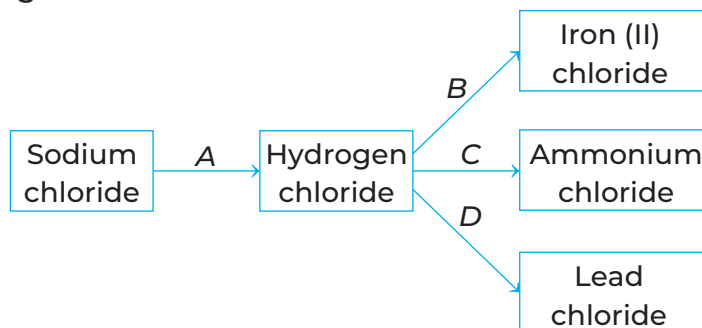 Iron (II)
chloride
B
Sodium
chloride
A
Hydrogen
chloride
C
Ammonium
chloride
D
Lead
chloride